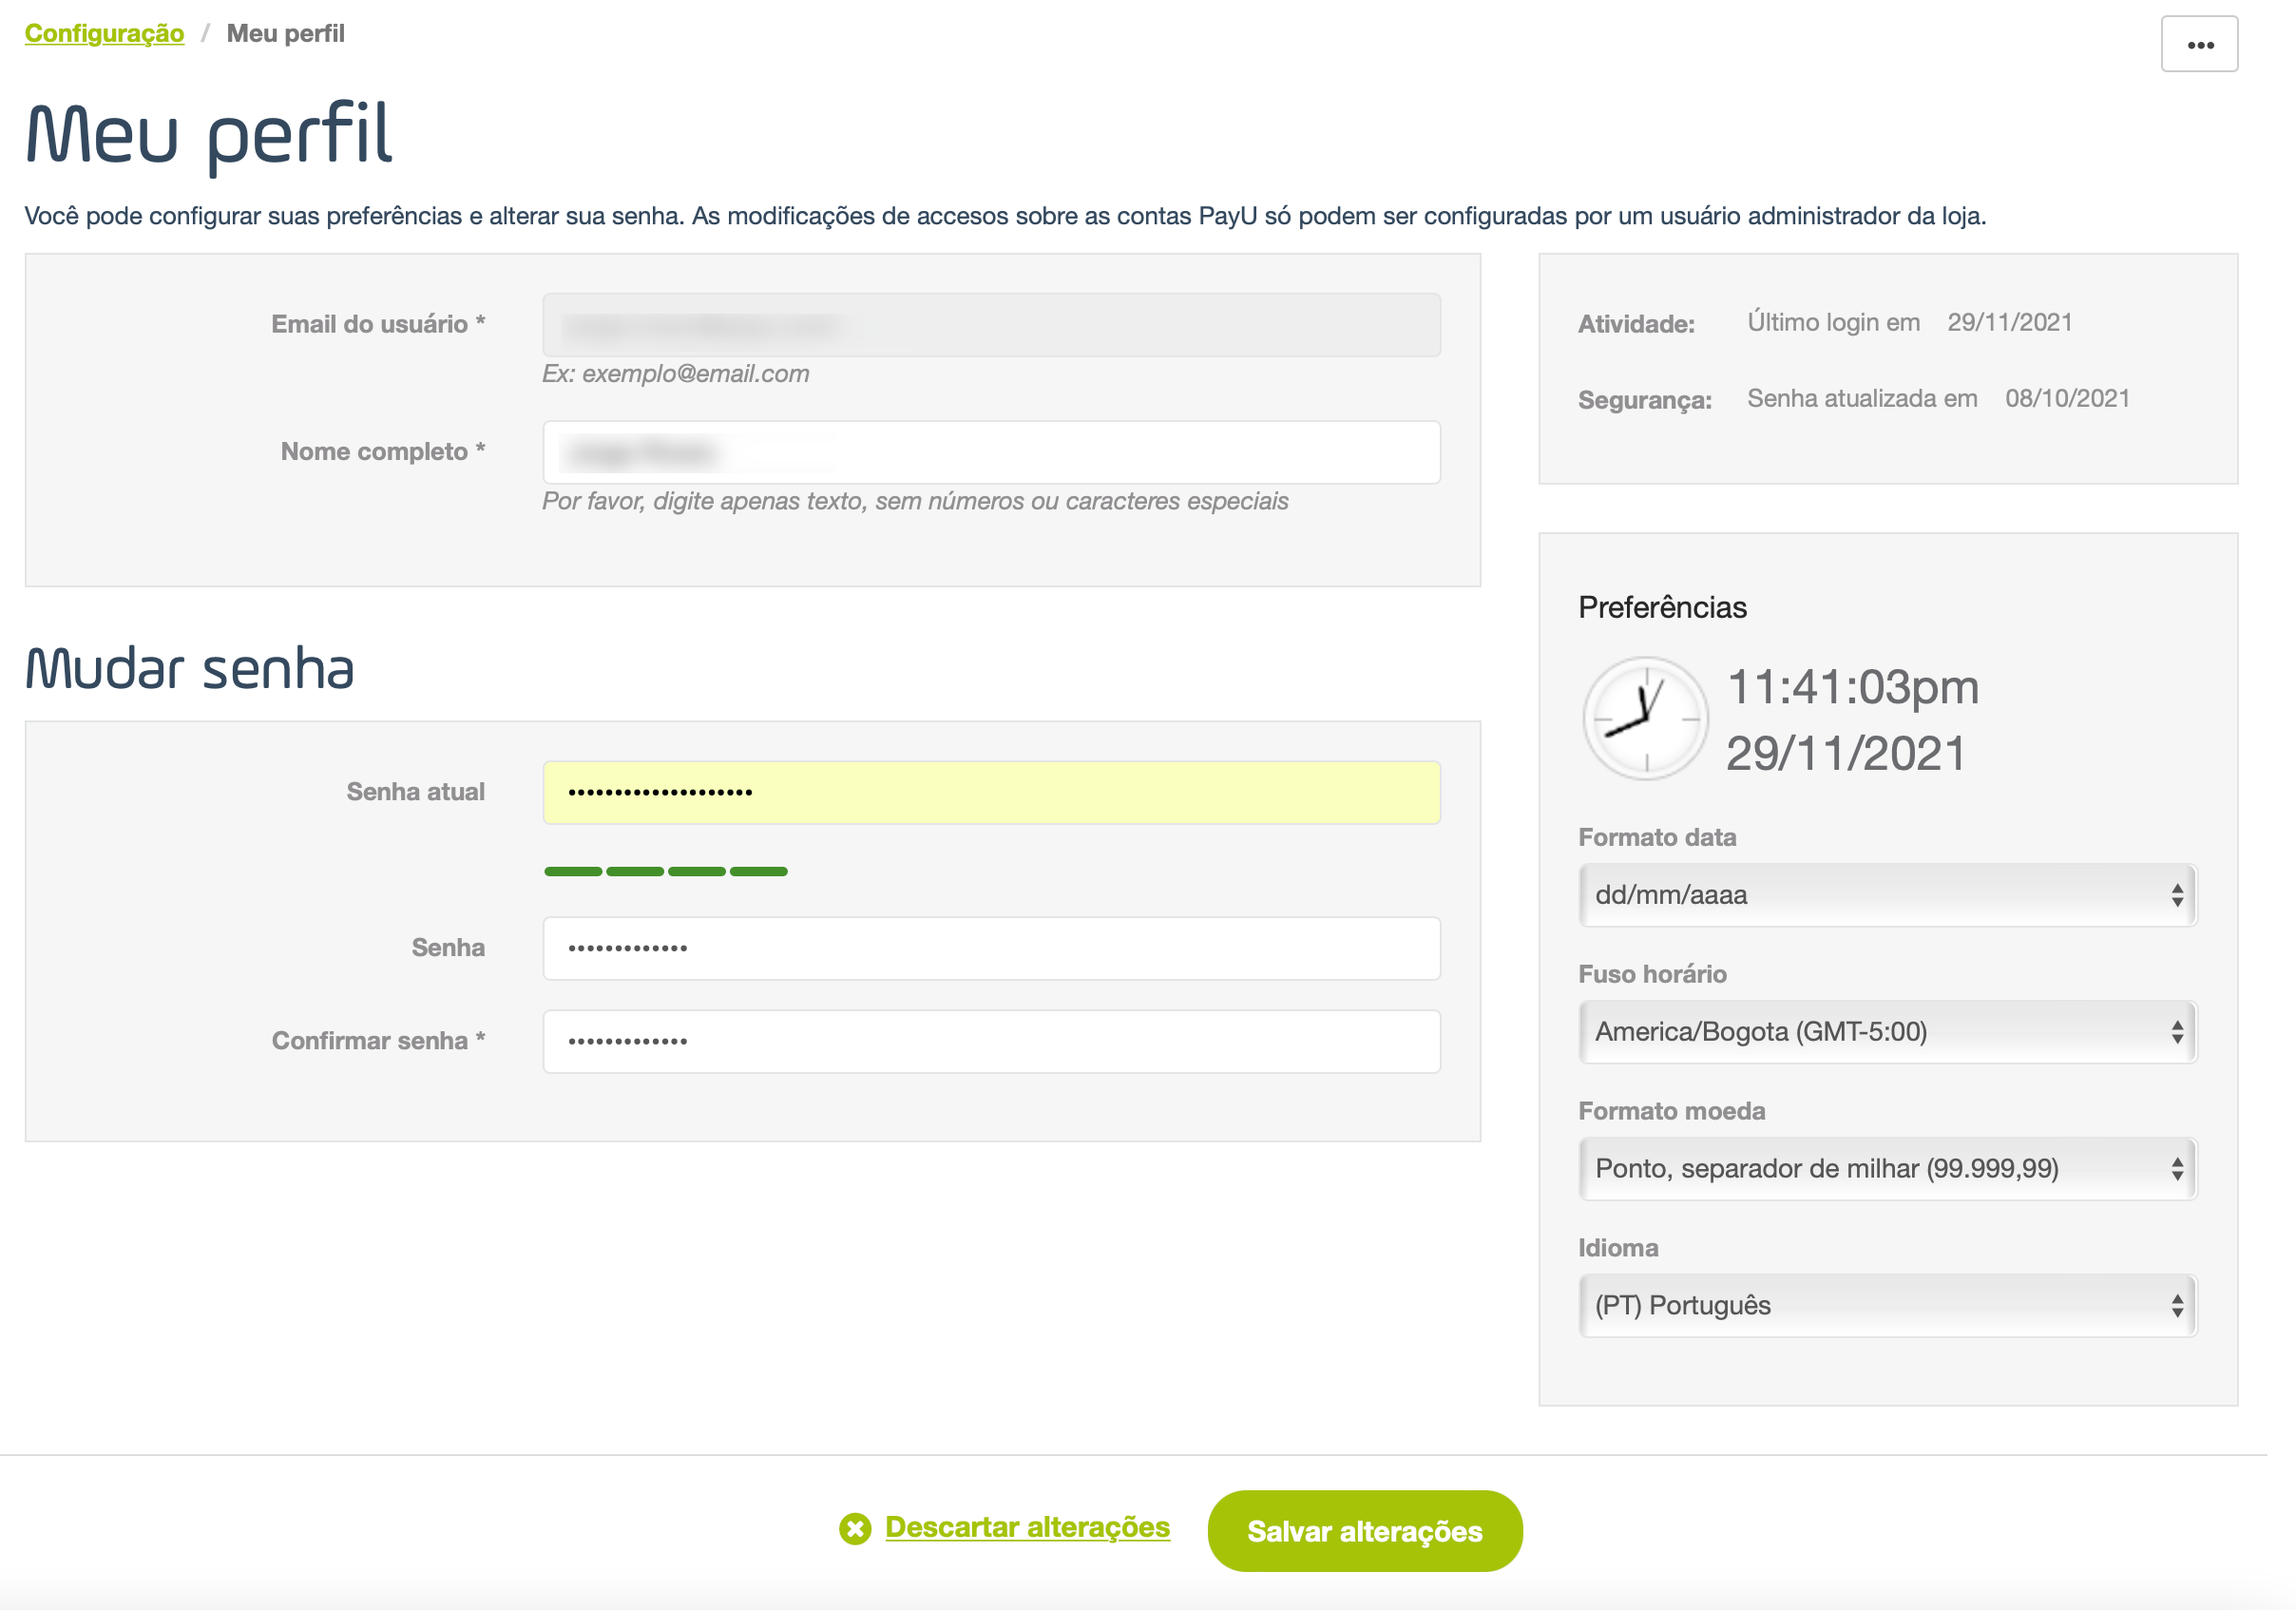 Configuração / Meu perfil
•••
Meu perfil
Você pode configurar suas preferências e alterar sua senha. As modificações de accesos sobre as contas PayU só podem ser configuradas por um usuário administrador da loja.
Email do usuário *
Ex: exemplo@email.com
Nome completo *
Por favor, digite apenas texto, sem números ou caracteres especiais
Mudar senha
Senha atual ••••••••••••••••••••
Senha •••••••••••••
Confirmar senha * •••••••••••••
Atividade: Último login em 29/11/2021
Segurança: Senha atualizada em 08/10/2021
Preferências
11:41:03pm
29/11/2021
Formato data
dd/mm/aaaa
Fuso horário
America/Bogota (GMT-5:00)
Formato moeda
Ponto, separador de milhar (99.999,99)
Idioma
(PT) Português
Descartar alterações
Salvar alterações